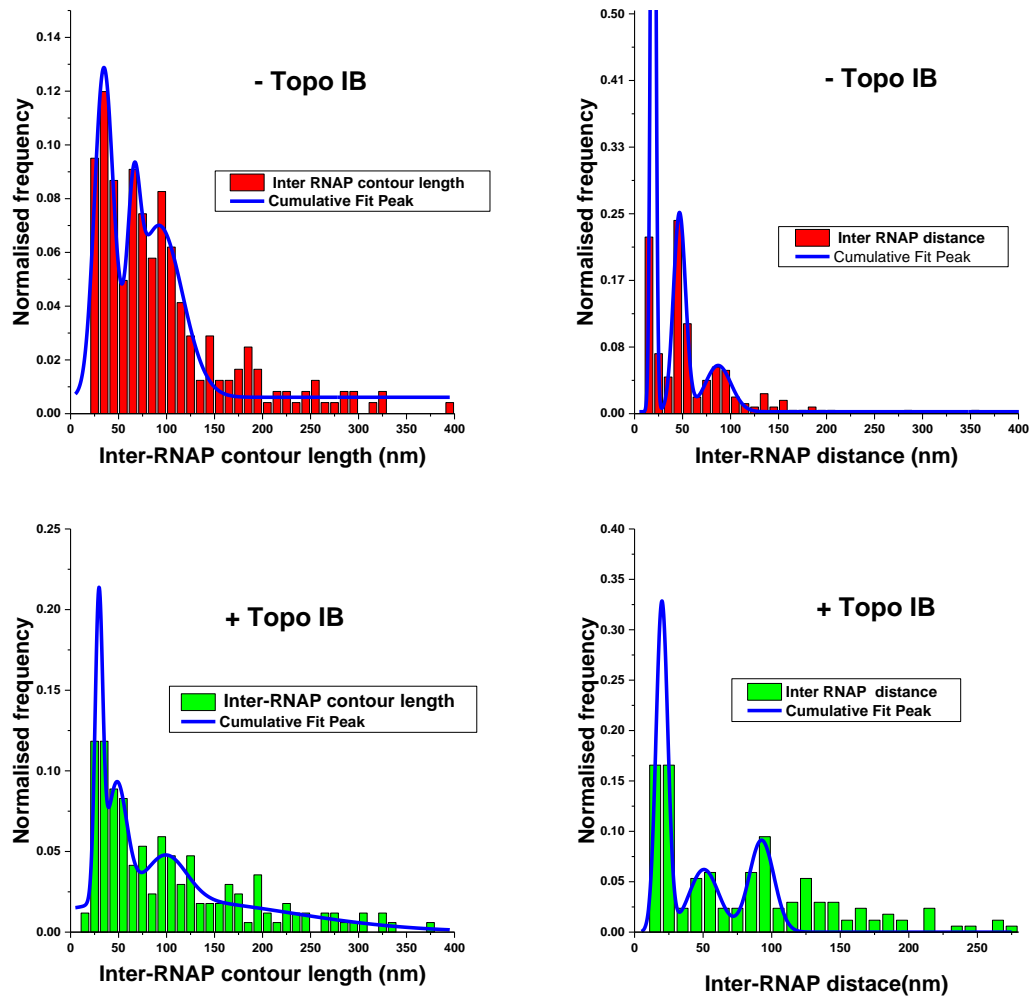 0.14
0.12
0.10
0.08
0.06
0.04
0.02
0.00
Normalised frequency
- Topo IB
Inter RNAP contour length
Cumulative Fit Peak
0 50 100 150 200 250 300 350 400
Inter-RNAP contour length (nm)
0.50
0.41
0.33
0.25
0.17
0.08
0.00
Normalised frequency
- Topo IB
Inter RNAP distance
Cumulative Fit Peak
0 50 100 150 200 250 300 350 400
Inter-RNAP distance (nm)
0.25
0.20
0.15
0.10
0.05
0.00
Normalised frequency
+ Topo IB
Inter-RNAP contour length
Cumulative Fit Peak
0 50 100 150 200 250 300 350 400
Inter-RNAP contour length (nm)
0.40
0.35
0.30
0.25
0.20
0.15
0.10
0.05
0.00
Normalised frequency
+ Topo IB
Inter RNAP distance
Cumulative Fit Peak
0 50 100 150 200 250
Inter-RNAP distace(nm)